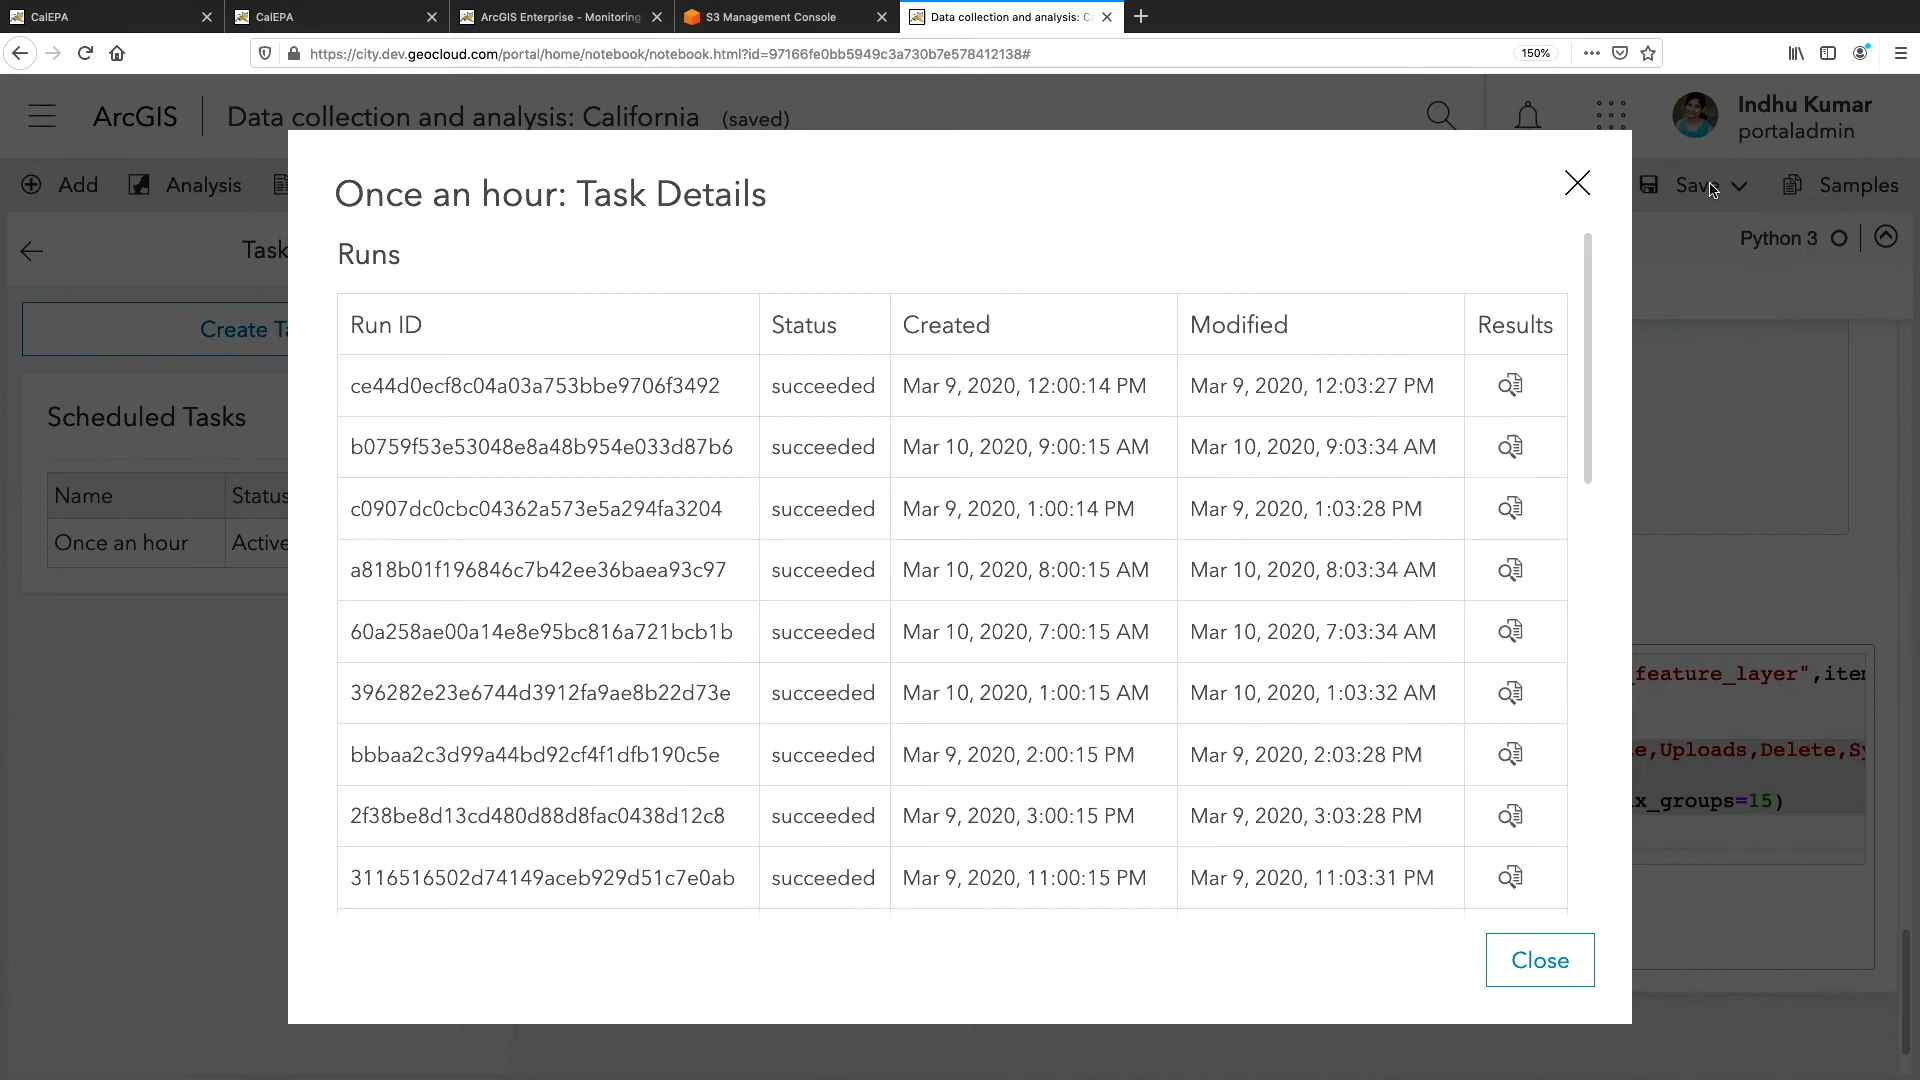 CalEPA
CalEPA
ArcGIS Enterprise - Monitoring
S3 Management Console
Data collection and analysis: C
https://city.dev.geocloud.com/portal/home/notebook/notebook.html?id=97166fe0bb5949c3a730b7e578412138#
150%
ArcGIS
Data collection and analysis: California (saved)
Indhu Kumar
portaladmin
Add
Analysis
Save
Samples
Python 3
Task
Create Ta
Scheduled Tasks
Name Status
Once an hour Active
Once an hour: Task Details
Runs
Run ID Status Created Modified Results
ce44d0ecf8c04a03a753bbe9706f3492 succeeded Mar 9, 2020, 12:00:14 PM Mar 9, 2020, 12:03:27 PM
b0759f53e53048e8a48b954e033d87b6 succeeded Mar 10, 2020, 9:00:15 AM Mar 10, 2020, 9:03:34 AM
c0907dc0cbc04362a573e5a294fa3204 succeeded Mar 9, 2020, 1:00:14 PM Mar 9, 2020, 1:03:28 PM
a818b01f196846c7b42ee36baea93c97 succeeded Mar 10, 2020, 8:00:15 AM Mar 10, 2020, 8:03:34 AM
60a258ae00a14e8e95bc816a721bcb1b succeeded Mar 10, 2020, 7:00:15 AM Mar 10, 2020, 7:03:34 AM
396282e23e6744d3912fa9ae8b22d73e succeeded Mar 10, 2020, 1:00:15 AM Mar 10, 2020, 1:03:32 AM
bbbaa2c3d99a44bd92cf4f1dfb190c5e succeeded Mar 9, 2020, 2:00:15 PM Mar 9, 2020, 2:03:28 PM
2f38be8d13cd480d88d8fac0438d12c8 succeeded Mar 9, 2020, 3:00:15 PM Mar 9, 2020, 3:03:28 PM
3116516502d74149aceb929d51c7e0ab succeeded Mar 9, 2020, 11:00:15 PM Mar 9, 2020, 11:03:31 PM
Close
_feature_layer",item
e,Uploads,Delete,Sy
x_groups=15)